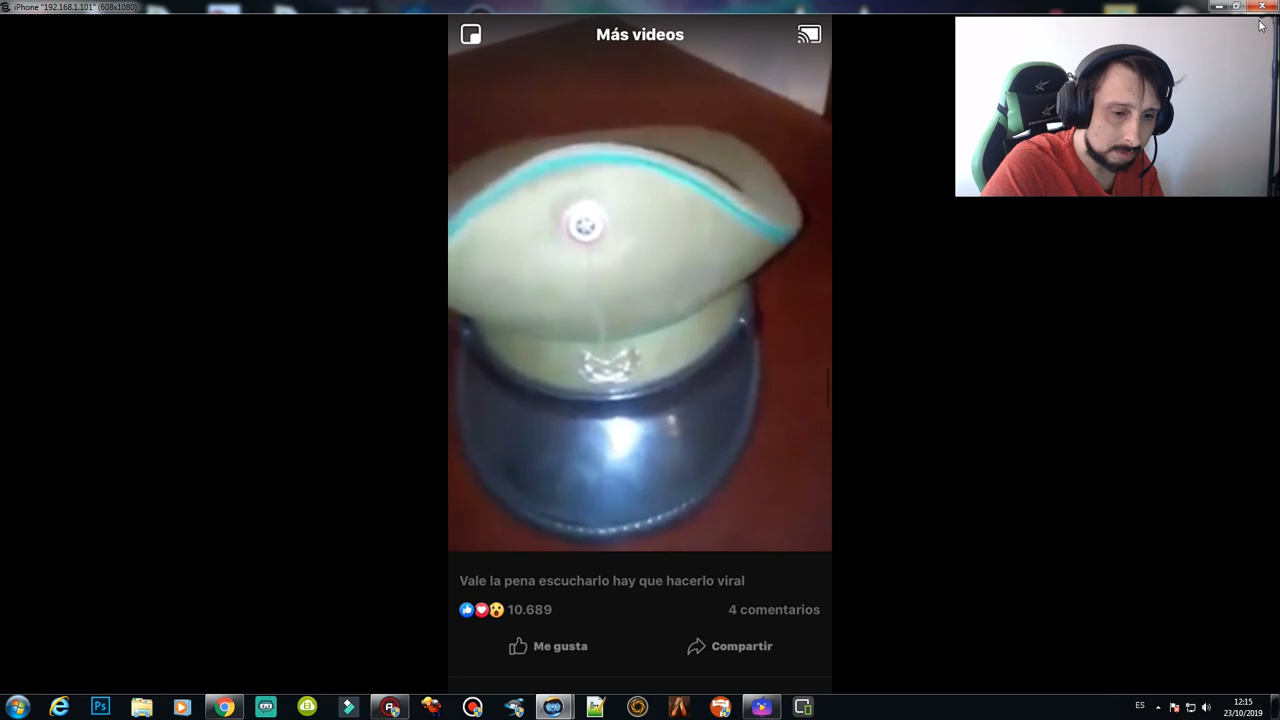 iPhone "192.168.1.101" (608x1080)
Más videos
Vale la pena escucharlo hay que hacerlo viral
10.689
4 comentarios
Me gusta
Compartir
ES
12:15
23/10/2019